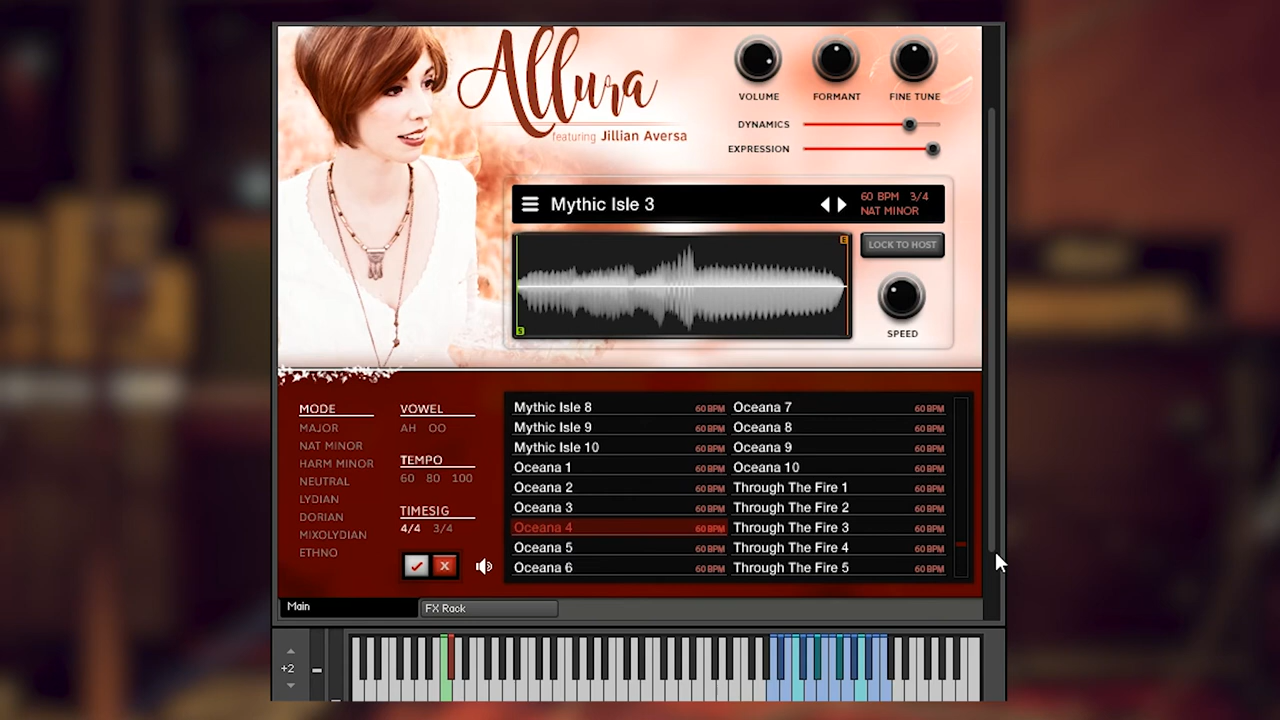 Allura
featuring Jillian Aversa
VOLUME FORMANT FINE TUNE
DYNAMICS
EXPRESSION
Mythic Isle 3
60 BPM 3/4
NAT MINOR
LOCK TO HOST
E
S
SPEED
MODE
MAJOR
NAT MINOR
HARM MINOR
NEUTRAL
LYDIAN
DORIAN
MIXOLYDIAN
ETHNO
VOWEL
AH OO
TEMPO
60 80 100
TIMESIG
4/4 3/4
Mythic Isle 8 60 BPM
Mythic Isle 9 60 BPM
Mythic Isle 10 60 BPM
Oceana 1 60 BPM
Oceana 2 60 BPM
Oceana 3 60 BPM
Oceana 4 60 BPM
Oceana 5 60 BPM
Oceana 6 60 BPM
Oceana 7 60 BPM
Oceana 8 60 BPM
Oceana 9 60 BPM
Oceana 10 60 BPM
Through The Fire 1 60 BPM
Through The Fire 2 60 BPM
Through The Fire 3 60 BPM
Through The Fire 4 60 BPM
Through The Fire 5 60 BPM
Main FX Rack
+2